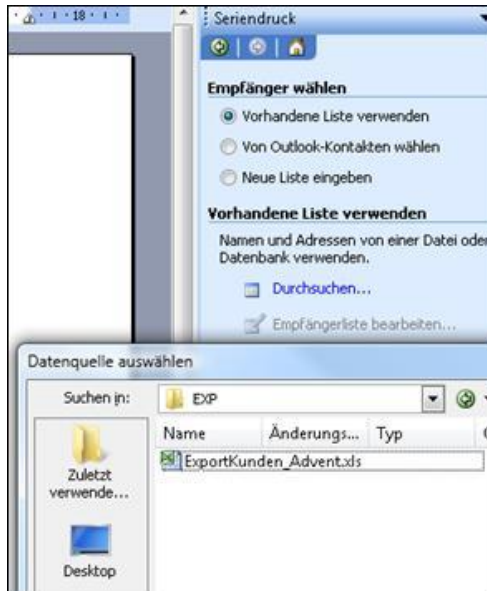 18
Seriendruck
Empfänger wählen
Vorhandene Liste verwenden
Von Outlook-Kontakten wählen
Neue Liste eingeben
Vorhandene Liste verwenden
Namen und Adressen von einer Datei oder
Datenbank verwenden.
Durchsuchen...
Empfängerliste bearbeiten...
Datenquelle auswählen
Suchen in:
EXP
Name Änderungs... Typ
ExportKunden_Advent.xls
Zuletzt
verwende...
Desktop